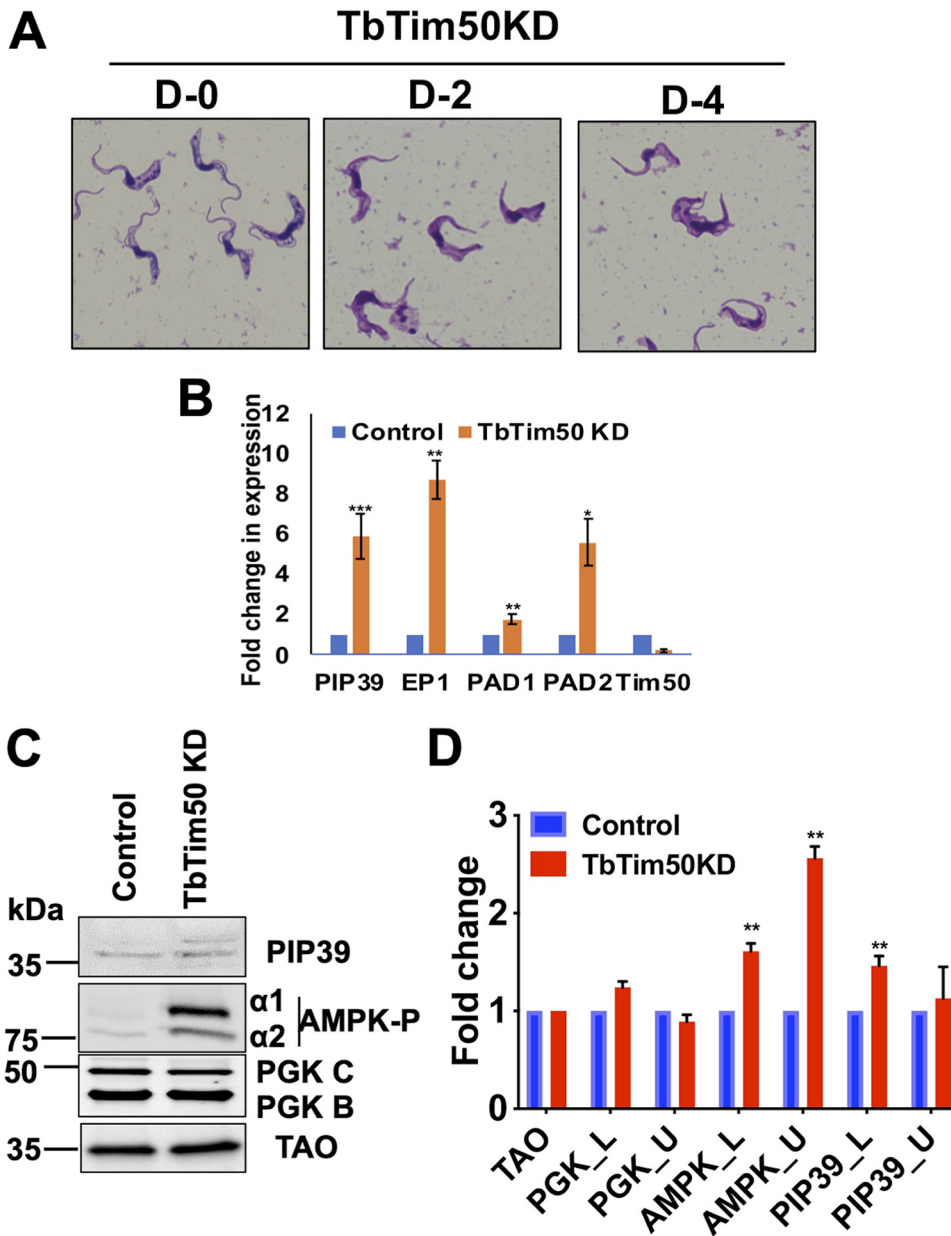 A
TbTim50KD
D-0 D-2 D-4
B
Fold change in expression
12
10
8
6
4
2
0
Control TbTim50 KD
***
**
**
*
PIP39 EP1 PAD1 PAD2 Tim50
C
Control
TbTim50 KD
kDa
35
PIP39
75
α1
α2
AMPK-P
50
PGK C
PGK B
35
TAO
D
Fold change
3
2
1
0
Control
TbTim50KD
**
**
**
TAO
PGK_L
PGK_U
AMPK_L
AMPK_U
PIP39_L
PIP39_U